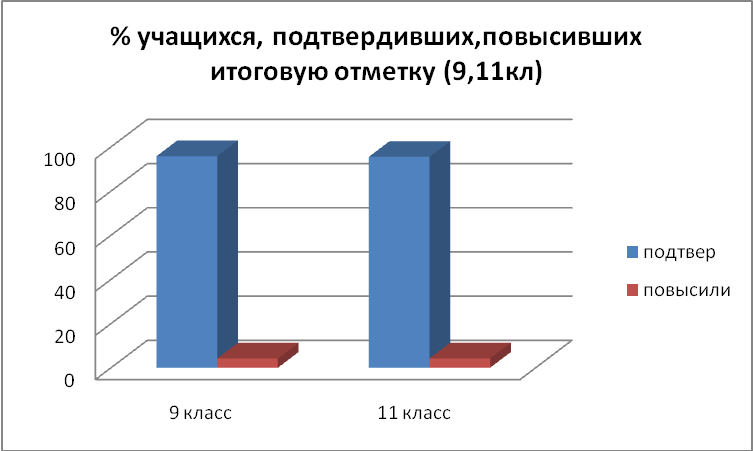 % учащихся, подтвердивших,повысивших
итоговую отметку (9,11кл)
100
80
60
40
20
0
9 класс
11 класс
подтвер
повысили